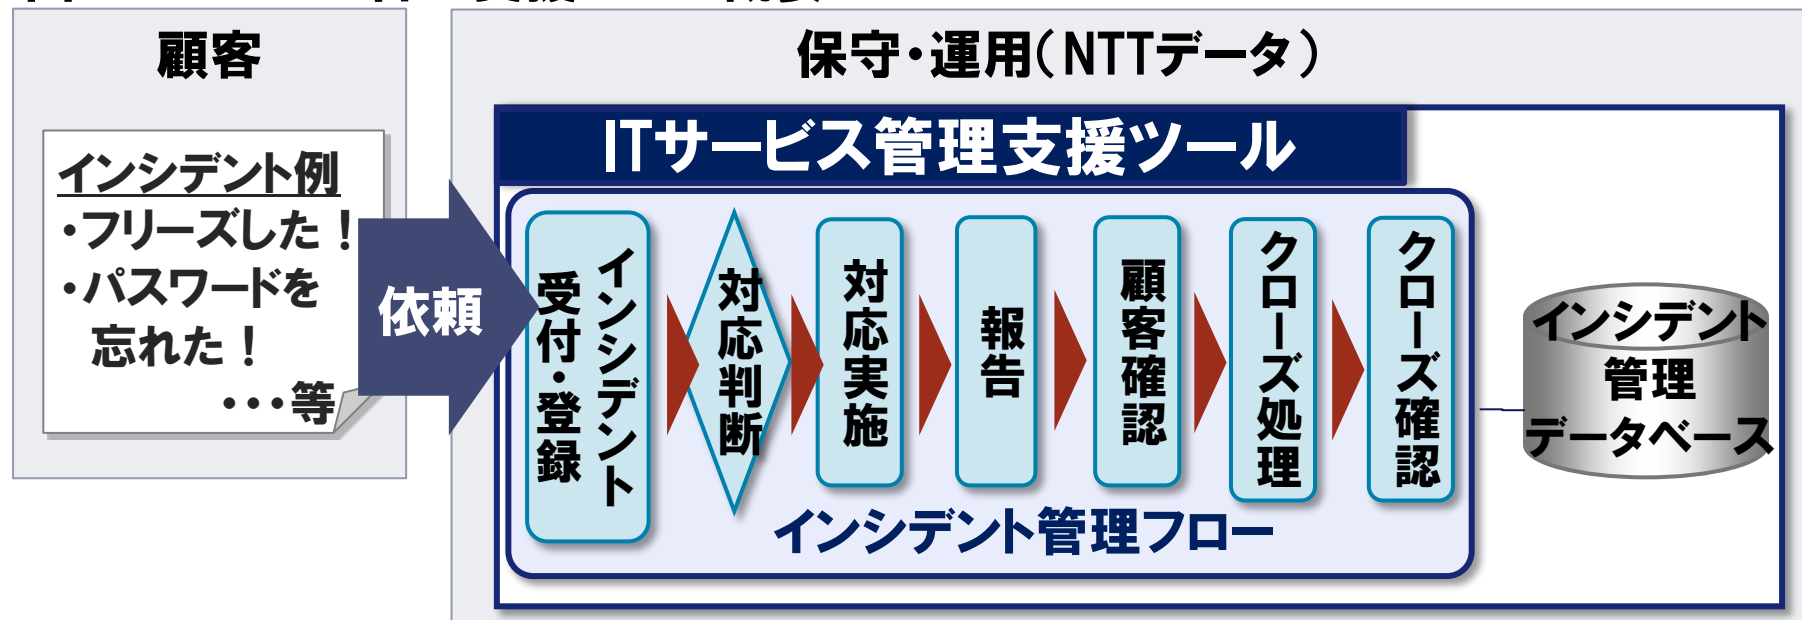 顧客
インシデント例
・フリーズした！
・パスワードを
忘れた！
・・・等
依頼
保守・運用（NTTデータ）
ITサービス管理支援ツール
インシデント
受付・登録
対応判断
対応実施
報告
顧客確認
クローズ処理
クローズ確認
インシデント管理フロー
インシデント
管理
データベース